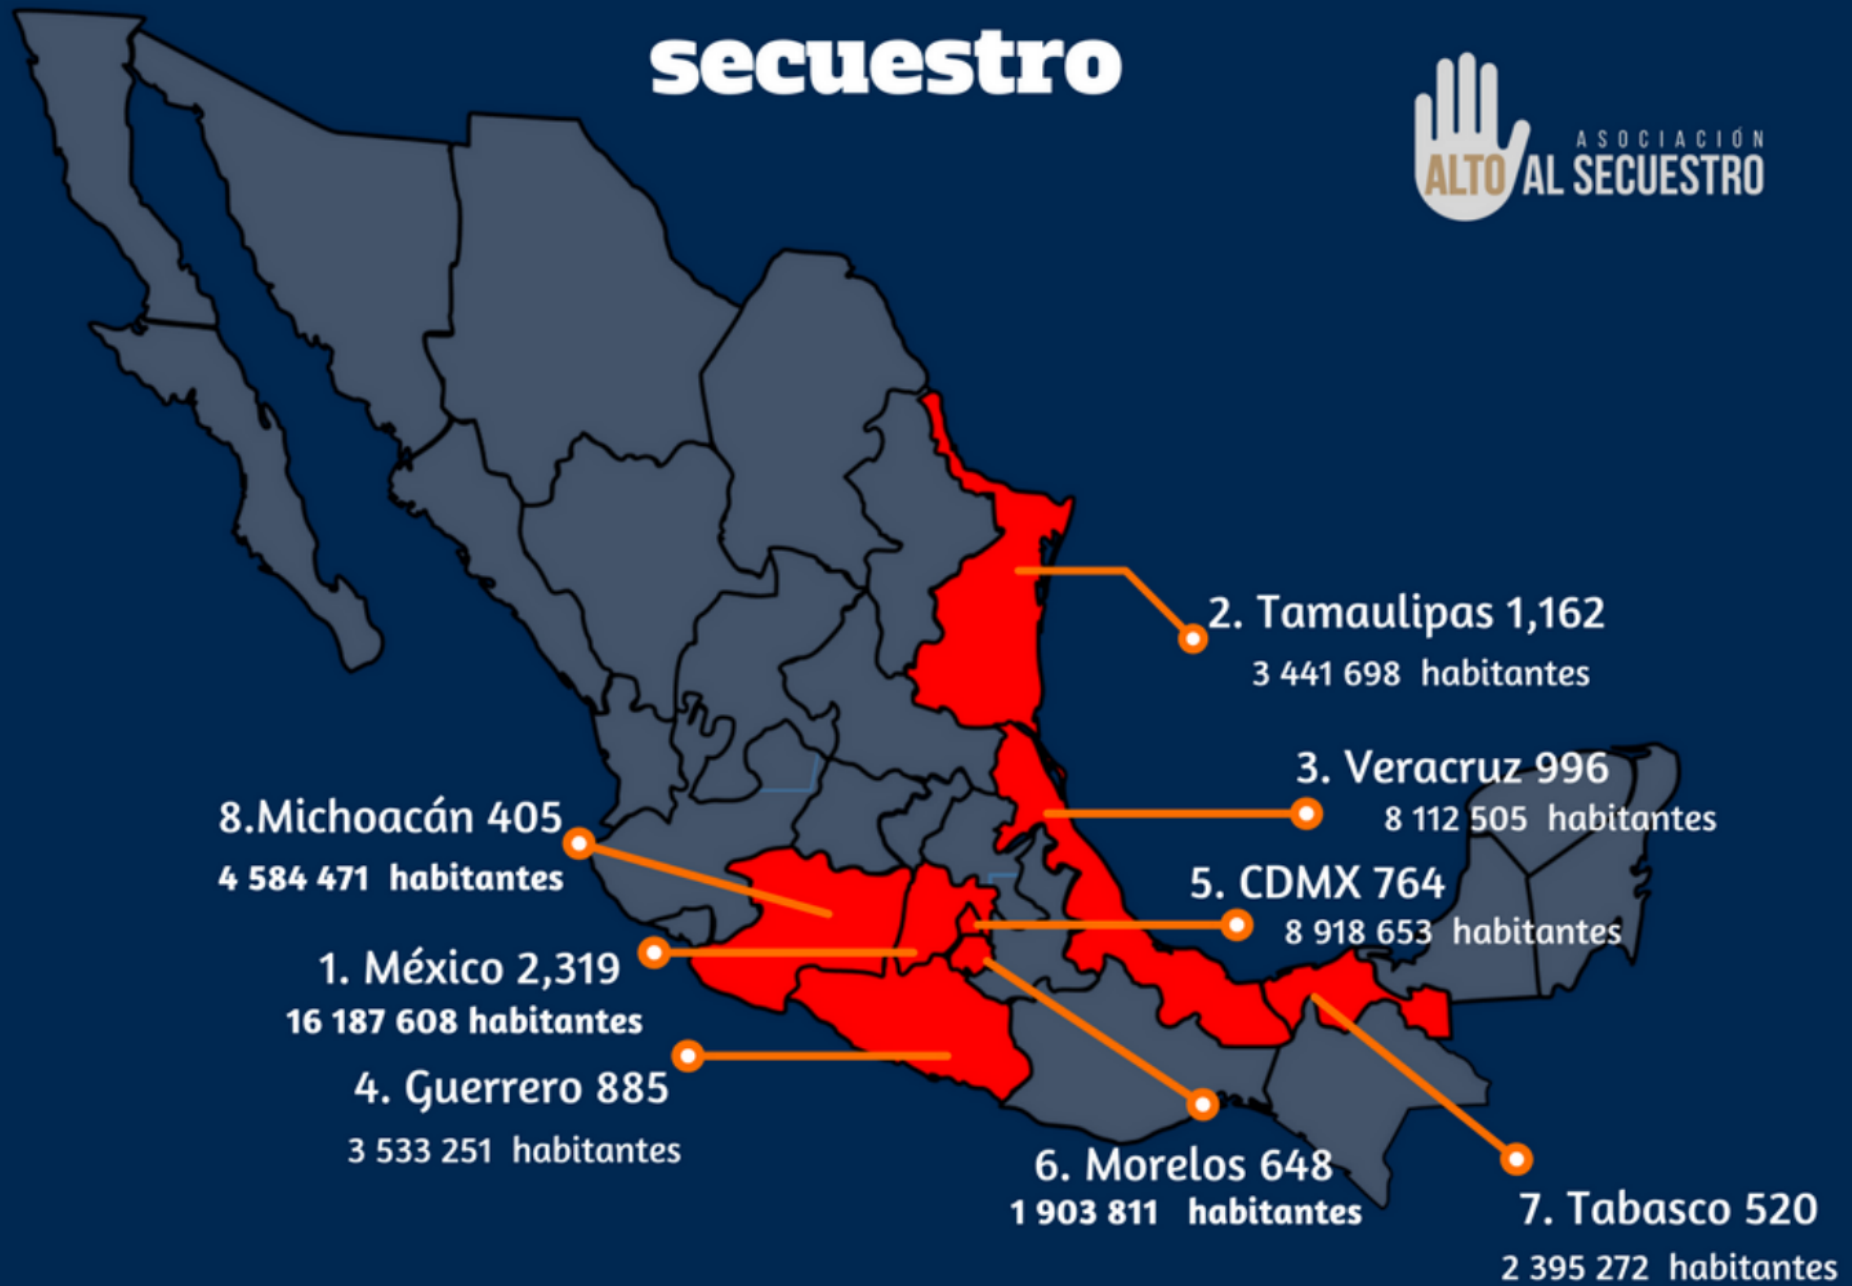 secuestro
ASOCIACIÓN
ALTO AL SECUESTRO
2. Tamaulipas 1,162
3 441 698 habitantes
3. Veracruz 996
8 112 505 habitantes
8.Michoacán 405
4 584 471 habitantes
5. CDMX 764
8 918 653 habitantes
1. México 2,319
16 187 608 habitantes
4. Guerrero 885
3 533 251 habitantes
6. Morelos 648
1 903 811 habitantes
7. Tabasco 520
2 395 272 habitantes